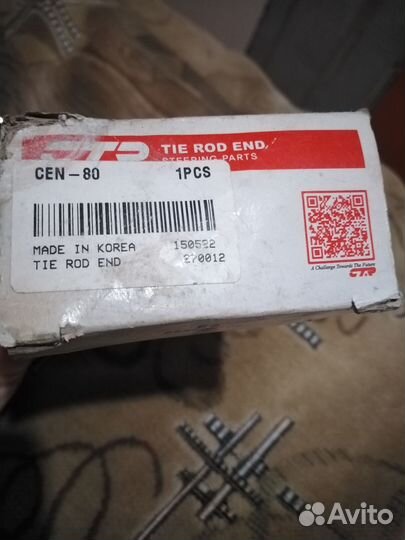 CTR TIE ROD END
STEERING PARTS
CEN-80 1PCS
MADE IN KOREA 150522
TIE ROD END 270012
A Challenge Towards The Future
CTR
Avito